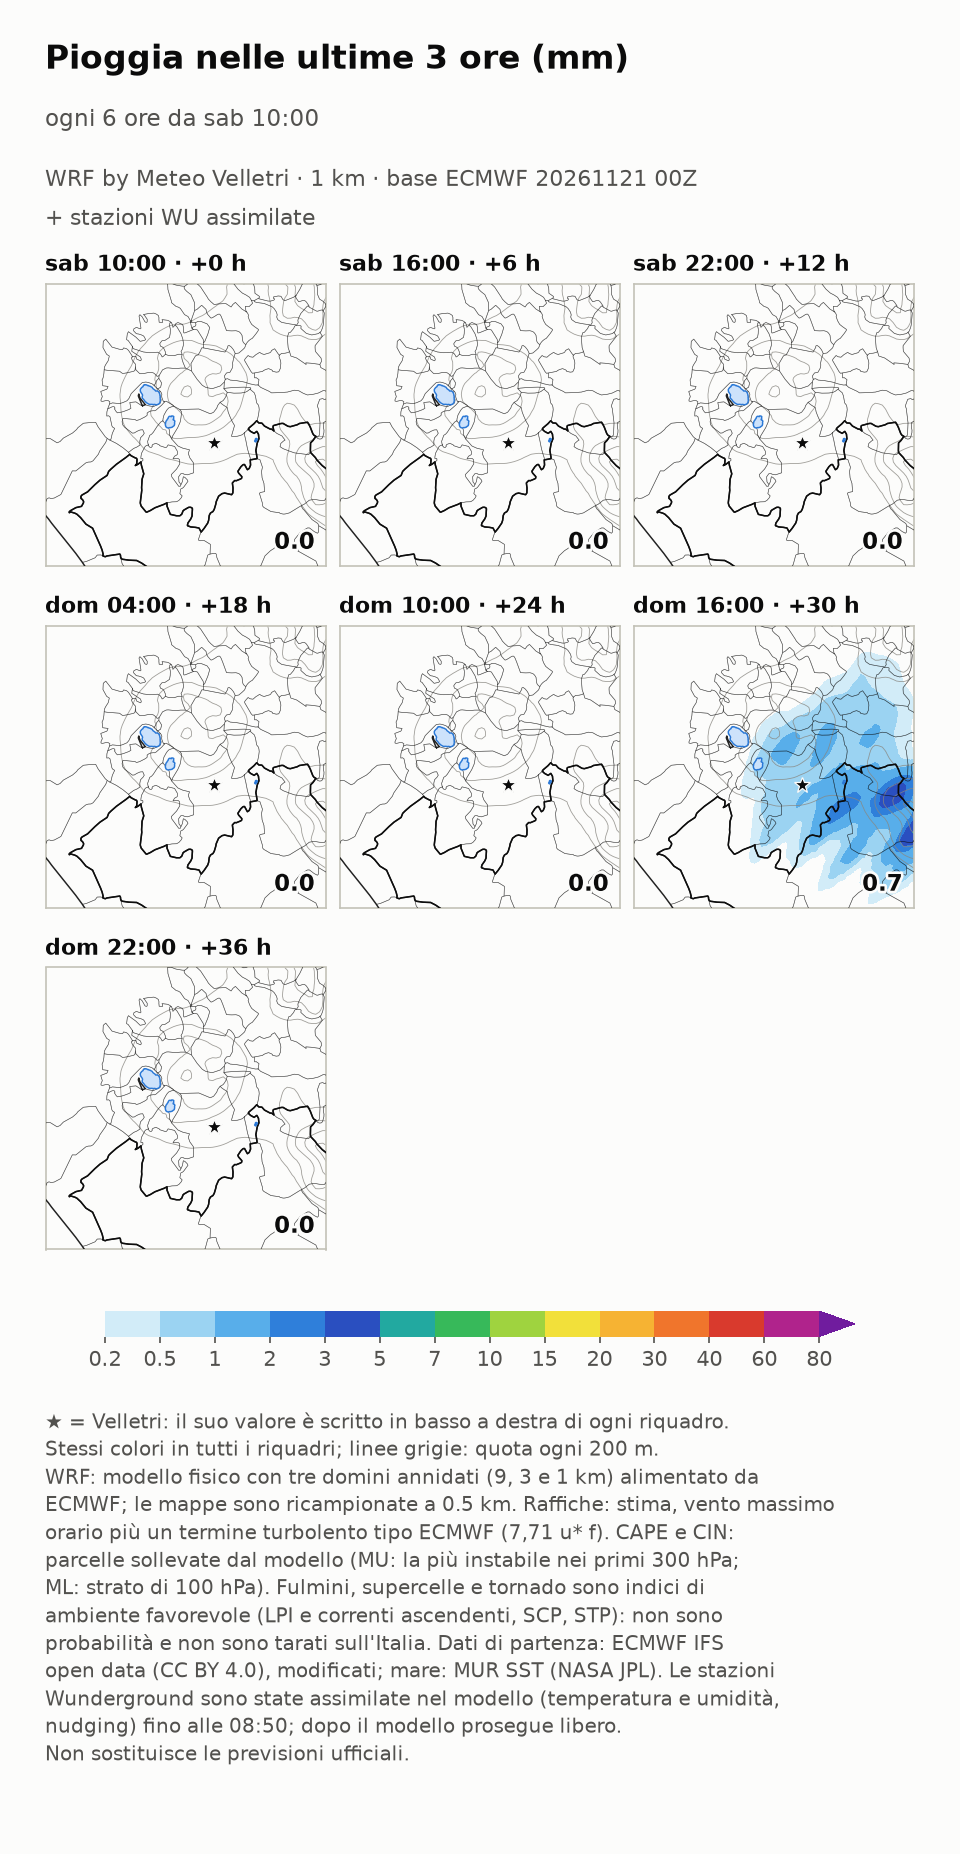 Pioggia nelle ultime 3 ore (mm)
ogni 6 ore da sab 10:00
WRF by Meteo Velletri · 1 km · base ECMWF 20261121 00Z
+ stazioni WU assimilate
sab 10:00 · +0 h
sab 16:00 · +6 h
sab 22:00 · +12 h
0.0
0.0
0.0
dom 04:00 · +18 h
dom 10:00 · +24 h
dom 16:00 · +30 h
0.0
0.0
0.7
dom 22:00 · +36 h
0.0
0.2 0.5 1 2 3 5 7 10 15 20 30 40 60 80
★ = Velletri: il suo valore è scritto in basso a destra di ogni riquadro.
Stessi colori in tutti i riquadri; linee grigie: quota ogni 200 m.
WRF: modello fisico con tre domini annidati (9, 3 e 1 km) alimentato da
ECMWF; le mappe sono ricampionate a 0.5 km. Raffiche: stima, vento massimo
orario più un termine turbolento tipo ECMWF (7,71 u* f). CAPE e CIN:
parcelle sollevate dal modello (MU: la più instabile nei primi 300 hPa;
ML: strato di 100 hPa). Fulmini, supercelle e tornado sono indici di
ambiente favorevole (LPI e correnti ascendenti, SCP, STP): non sono
probabilità e non sono tarati sull'Italia. Dati di partenza: ECMWF IFS
open data (CC BY 4.0), modificati; mare: MUR SST (NASA JPL). Le stazioni
Wunderground sono state assimilate nel modello (temperatura e umidità,
nudging) fino alle 08:50; dopo il modello prosegue libero.
Non sostituisce le previsioni ufficiali.